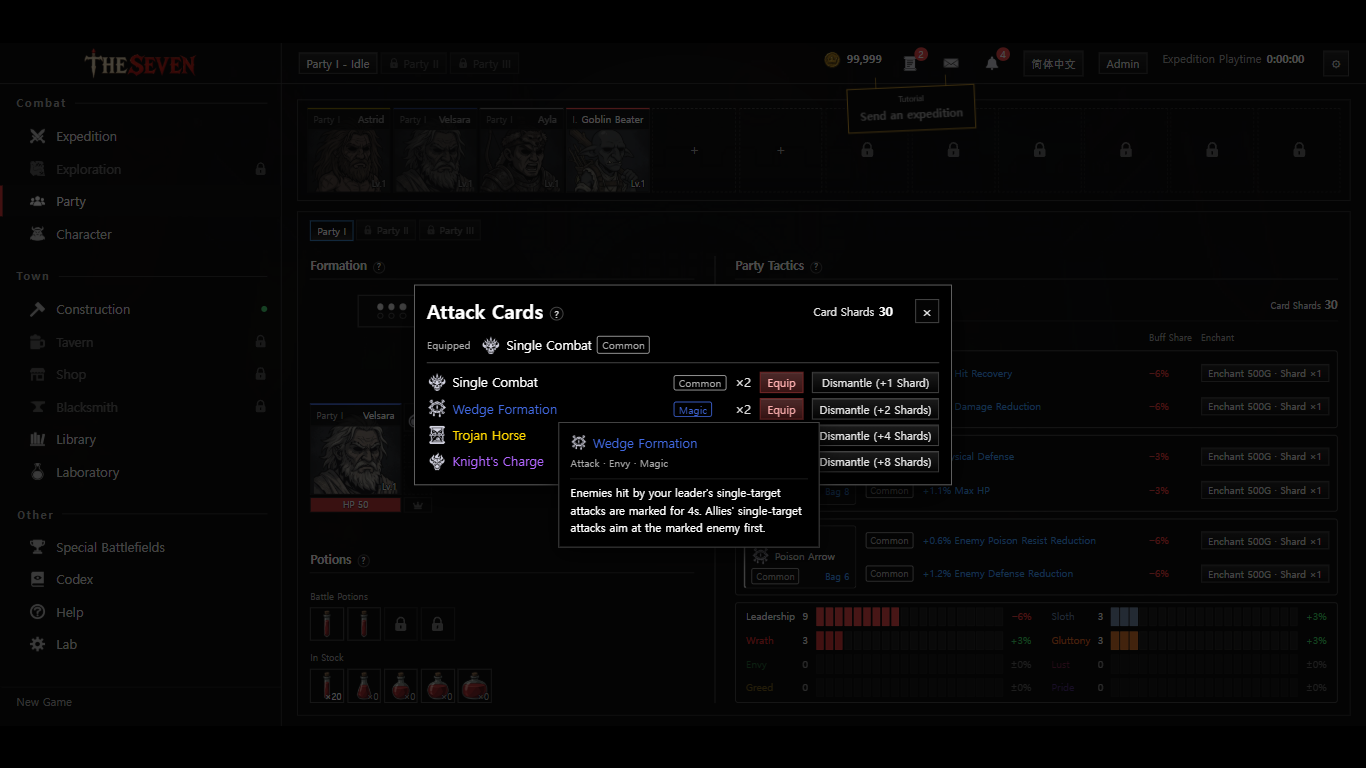 THE SEVEN
Party I - Idle
Party II
Party III
99,999
2
4
简体中文
Admin
Expedition Playtime 0:00:00
Tutorial
Send an expedition
Combat
Expedition
Exploration
Party
Character
Town
Construction
Tavern
Shop
Blacksmith
Library
Laboratory
Other
Special Battlefields
Codex
Help
Lab
New Game
Party I Astrid
Lv.1
Party I Velsara
Lv.1
Party I Ayla
Lv.1
I. Goblin Beater
Lv.1
+
+
Party I
Party II
Party III
Formation ?
Party I Velsara
Lv.1
HP 50
W
Potions ?
Battle Potions
In Stock
×20
×0
×0
×0
×0
Party Tactics ?
Card Shards 30
Buff Share Enchant
Hit Recovery −6% Enchant 500G · Shard ×1
Damage Reduction −6% Enchant 500G · Shard ×1
ysical Defense −3% Enchant 500G · Shard ×1
Bag 8 Common +1.1% Max HP −3% Enchant 500G · Shard ×1
Poison Arrow
Common Bag 6
Common +0.6% Enemy Poison Resist Reduction −6% Enchant 500G · Shard ×1
Common +1.2% Enemy Defense Reduction −6% Enchant 500G · Shard ×1
Leadership 9 −6% Sloth 3 +3%
Wrath 3 +3% Gluttony 3 +3%
Envy 0 ±0% Lust 0 ±0%
Greed 0 ±0% Pride 0 ±0%
Attack Cards ?
Card Shards 30
×
Equipped Single Combat Common
Single Combat Common ×2 Equip Dismantle (+1 Shard)
Wedge Formation Magic ×2 Equip Dismantle (+2 Shards)
Trojan Horse Dismantle (+4 Shards)
Knight's Charge Dismantle (+8 Shards)
Wedge Formation
Attack · Envy · Magic
Enemies hit by your leader's single-target
attacks are marked for 4s. Allies' single-target
attacks aim at the marked enemy first.